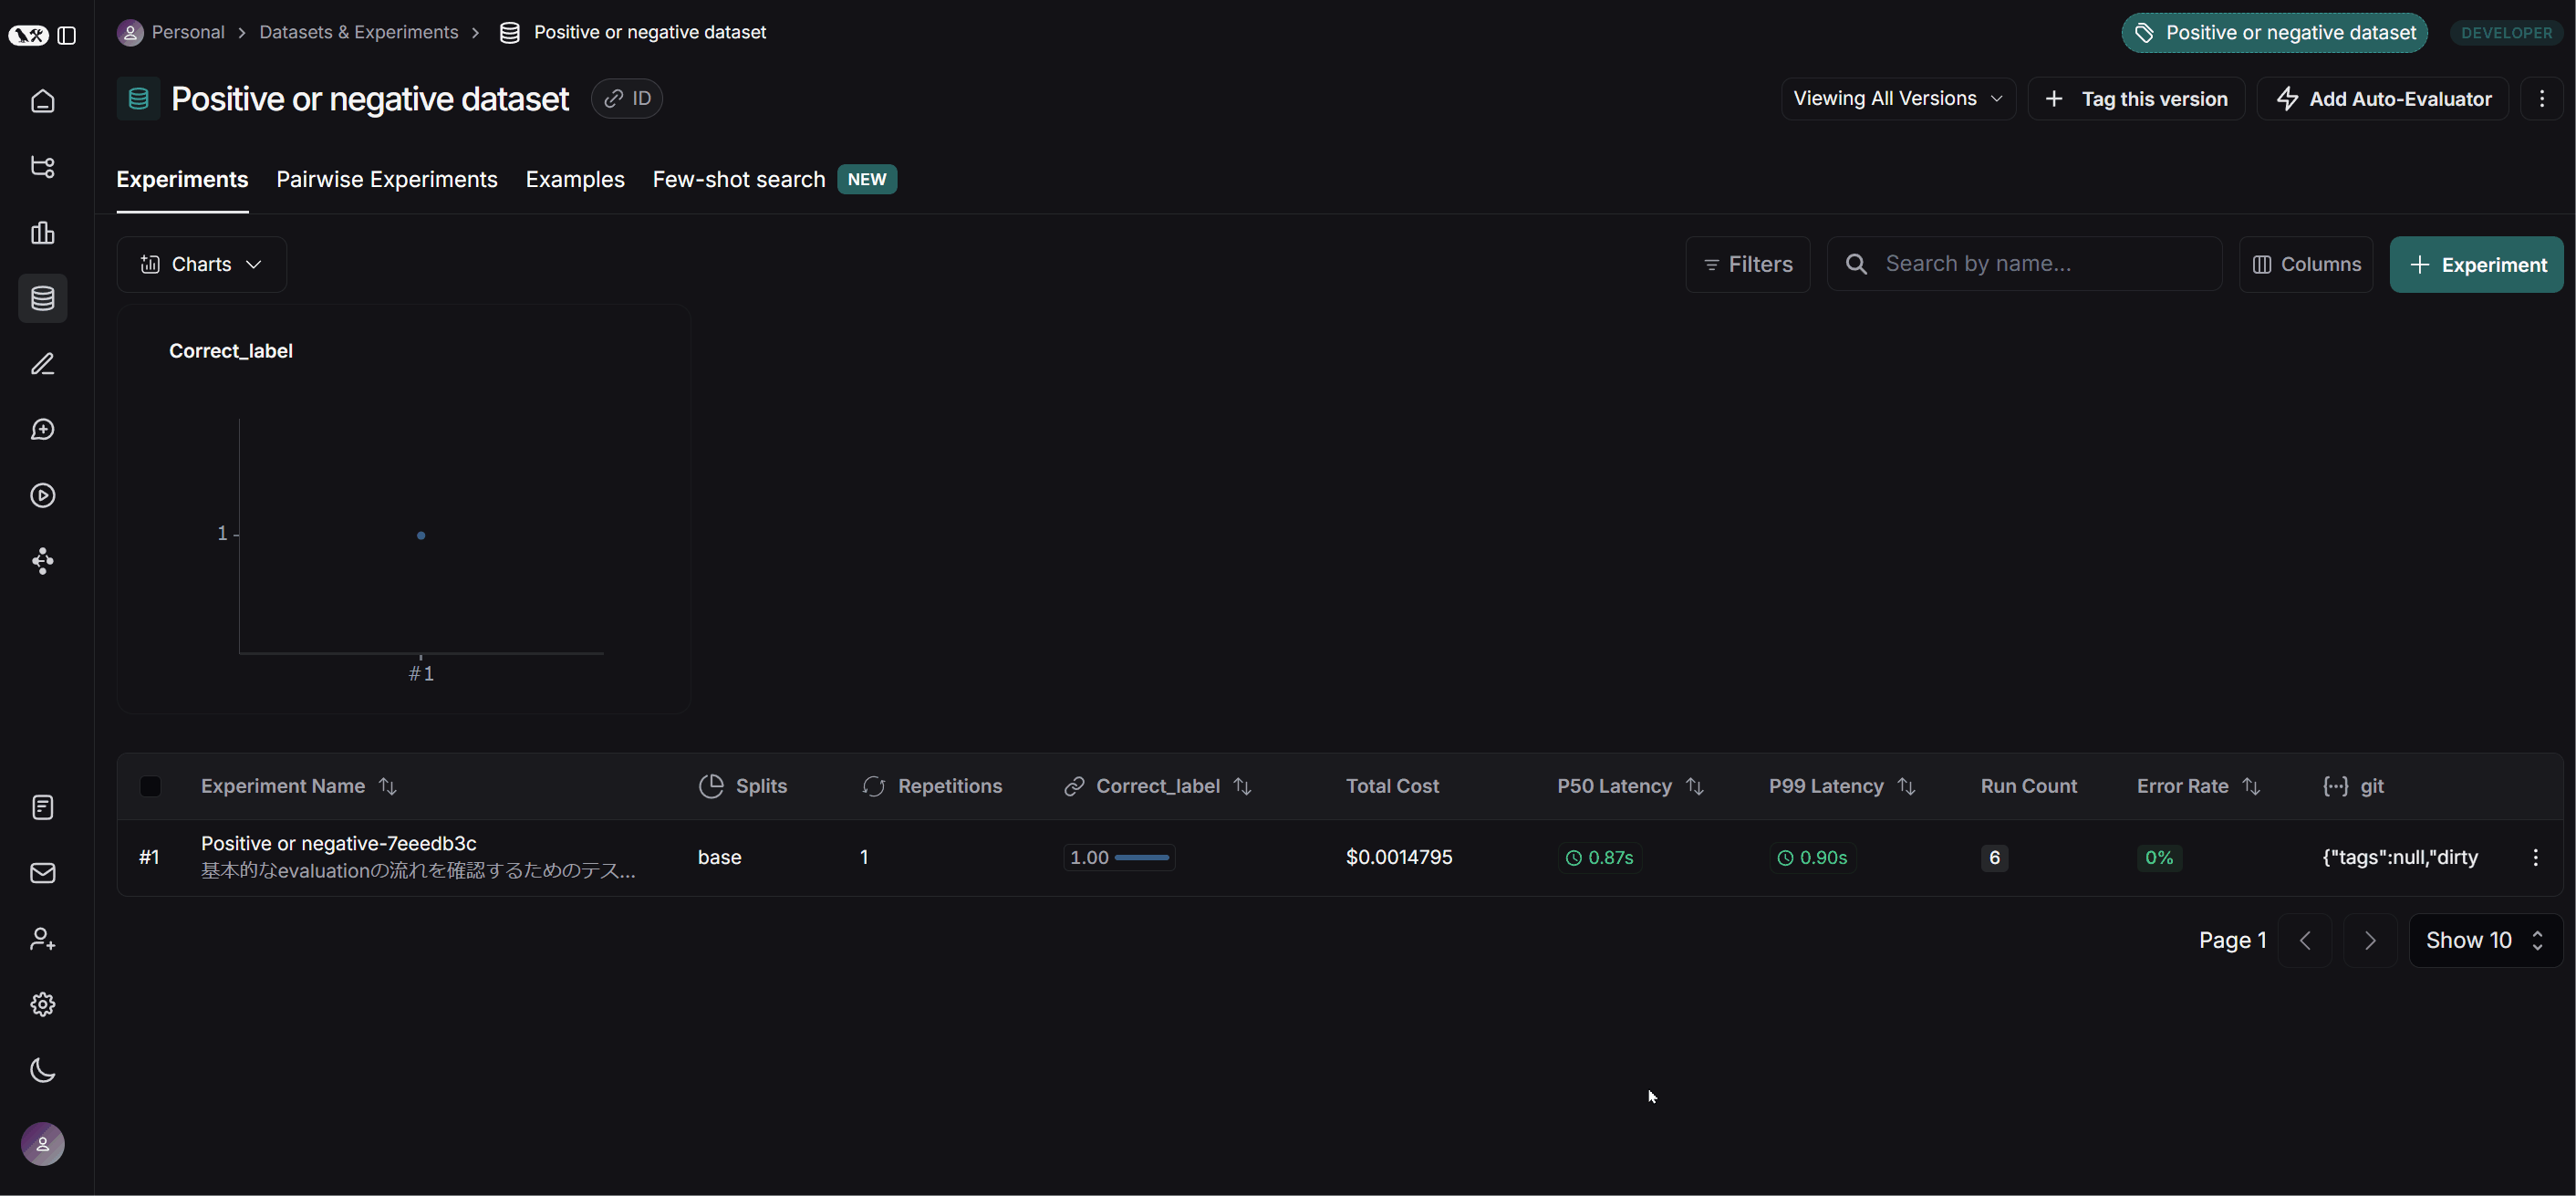 Personal > Datasets & Experiments > Positive or negative dataset
Positive or negative dataset
DEVELOPER
Positive or negative dataset
ID
Viewing All Versions
Tag this version
Add Auto-Evaluator
Experiments
Pairwise Experiments
Examples
Few-shot search
NEW
Charts
Filters
Search by name...
Columns
+ Experiment
Correct_label
1
#1
Experiment Name
Splits
Repetitions
Correct_label
Total Cost
P50 Latency
P99 Latency
Run Count
Error Rate
{...} git
#1
Positive or negative-7eeedb3c
基本的なevaluationの流れを確認するためのテス...
base
1
1.00
$0.0014795
0.87s
0.90s
6
0%
{"tags":null,"dirty
Page 1
Show 10